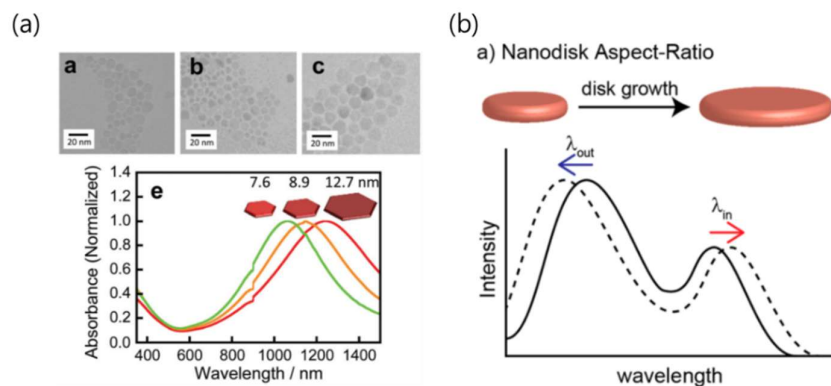 (a)
a
b
c
20 nm
20 nm
20 nm
e
7.6 8.9 12.7 nm
Absorbance (Normalized)
1.4
1.2
1.0
0.8
0.6
0.4
0.2
0.0
400 600 800 1000 1200 1400
Wavelength / nm
(b)
a) Nanodisk Aspect-Ratio
disk growth
λout
λin
Intensity
wavelength